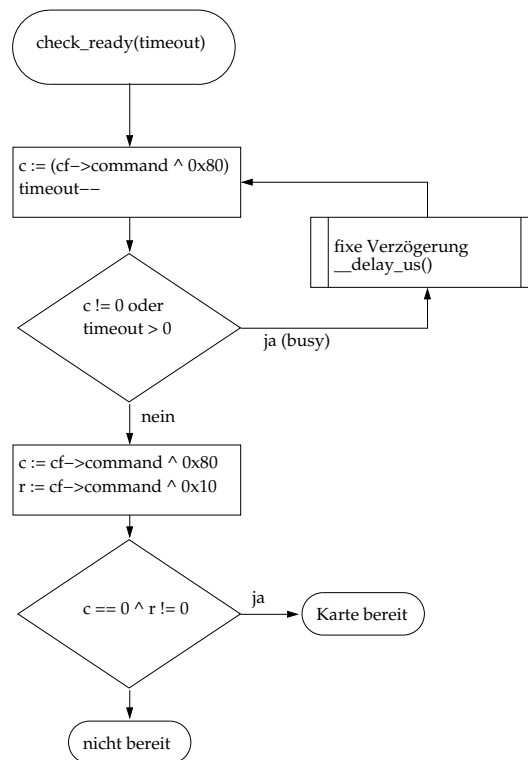 check_ready(timeout)
c := (cf−>command ^ 0x80)
timeout−−
fixe Verzögerung
__delay_us()
c != 0 oder
timeout > 0
ja (busy)
nein
c := cf−>command ^ 0x80
r := cf−>command ^ 0x10
c == 0 ^ r != 0
ja
Karte bereit
nicht bereit